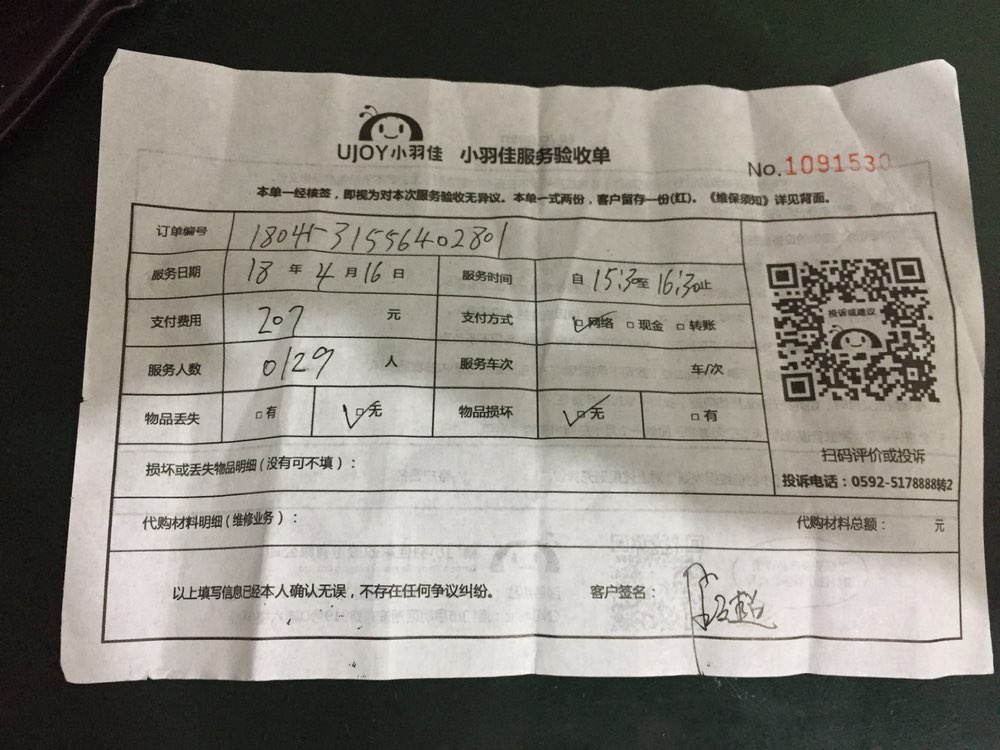 UJOY小羽佳 小羽佳服务验收单
No.1091530
本单一经核签，即视为对本次服务验收无异议。本单一式两份，客户留存一份(红)。《维保须知》详见背面。
订单编号 1804531556402801
服务日期 18 年 4 月 16 日 服务时间 自 15:30至 16:30止
支付费用 207 元 支付方式 ☑网络 □现金 □转账
投诉或建议
服务人数 0129 人 服务车次 车/次
物品丢失 □有 ☑无 物品损坏 ☑无 □有
扫码评价或投诉
损坏或丢失物品明细(没有可不填)：
投诉电话：0592-5178888转2
代购材料明细(维修业务)： 代购材料总额： 元
以上填写信息已经本人确认无误，不存在任何争议纠纷。 客户签名：